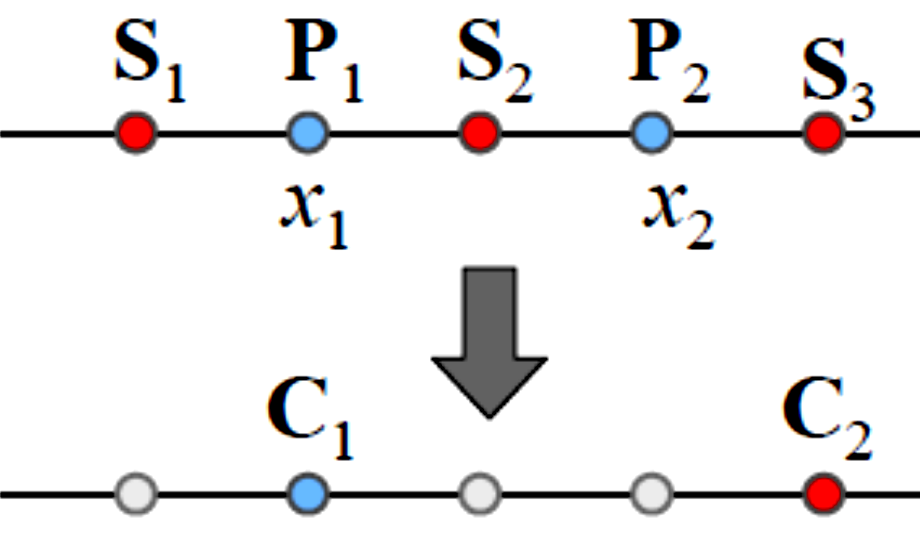 S₁ P₁ S₂ P₂ S₃
x₁ x₂
C₁ C₂